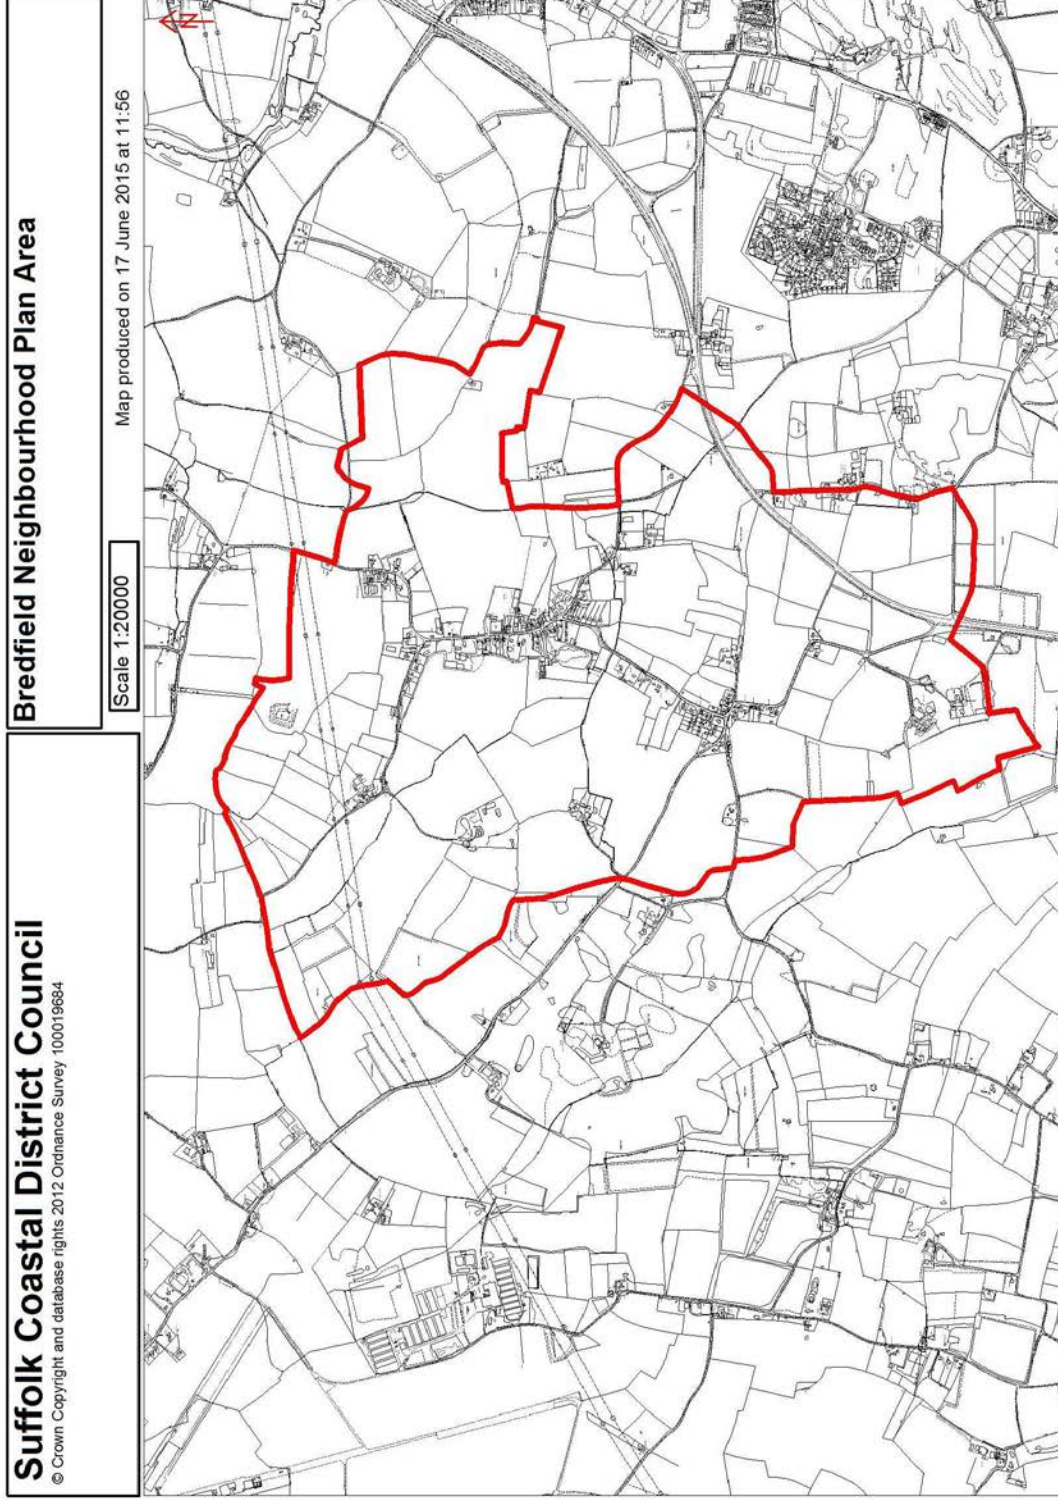 Suffolk Coastal District Council
© Crown Copyright and database rights 2012 Ordnance Survey 100019684
Bredfield Neighbourhood Plan Area
Scale 1:20000
Map produced on 17 June 2015 at 11:56
N